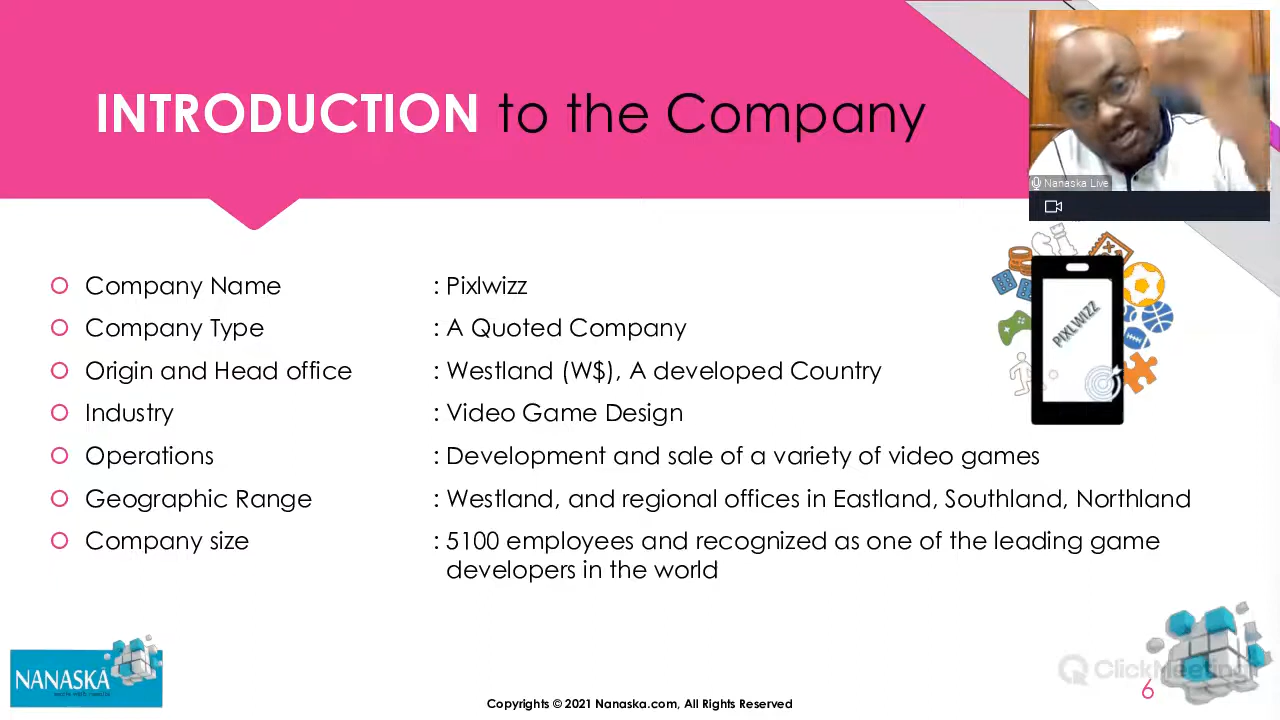 INTRODUCTION to the Company
Nanaska Live
Company Name : Pixlwizz
Company Type : A Quoted Company
Origin and Head office : Westland (W$), A developed Country
Industry : Video Game Design
Operations : Development and sale of a variety of video games
Geographic Range : Westland, and regional offices in Eastland, Southland, Northland
Company size : 5100 employees and recognized as one of the leading game
developers in the world
PIXLWIZZ
NANASKA
Copyrights © 2021 Nanaska.com, All Rights Reserved
ClickMeeting
6